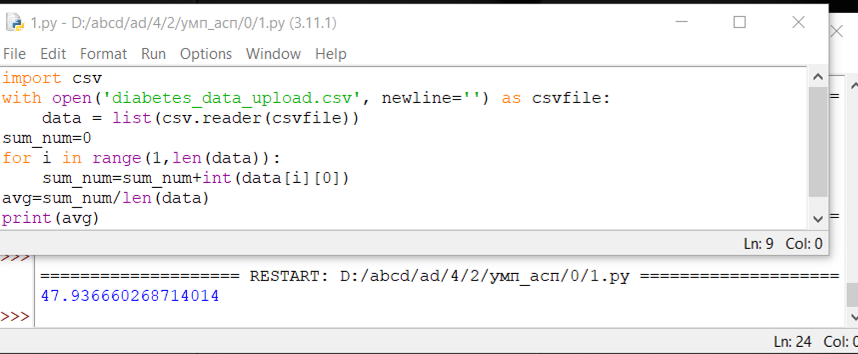 1.py - D:/abcd/ad/4/2/умп_асп/0/1.py (3.11.1)
File Edit Format Run Options Window Help
import csv
with open('diabetes_data_upload.csv', newline='') as csvfile:
    data = list(csv.reader(csvfile))
sum_num=0
for i in range(1,len(data)):
    sum_num=sum_num+int(data[i][0])
avg=sum_num/len(data)
print(avg)
Ln: 9 Col: 0
>>>
==================== RESTART: D:/abcd/ad/4/2/умп_асп/0/1.py ====================
47.936660268714014
>>>
Ln: 24 Col: 0